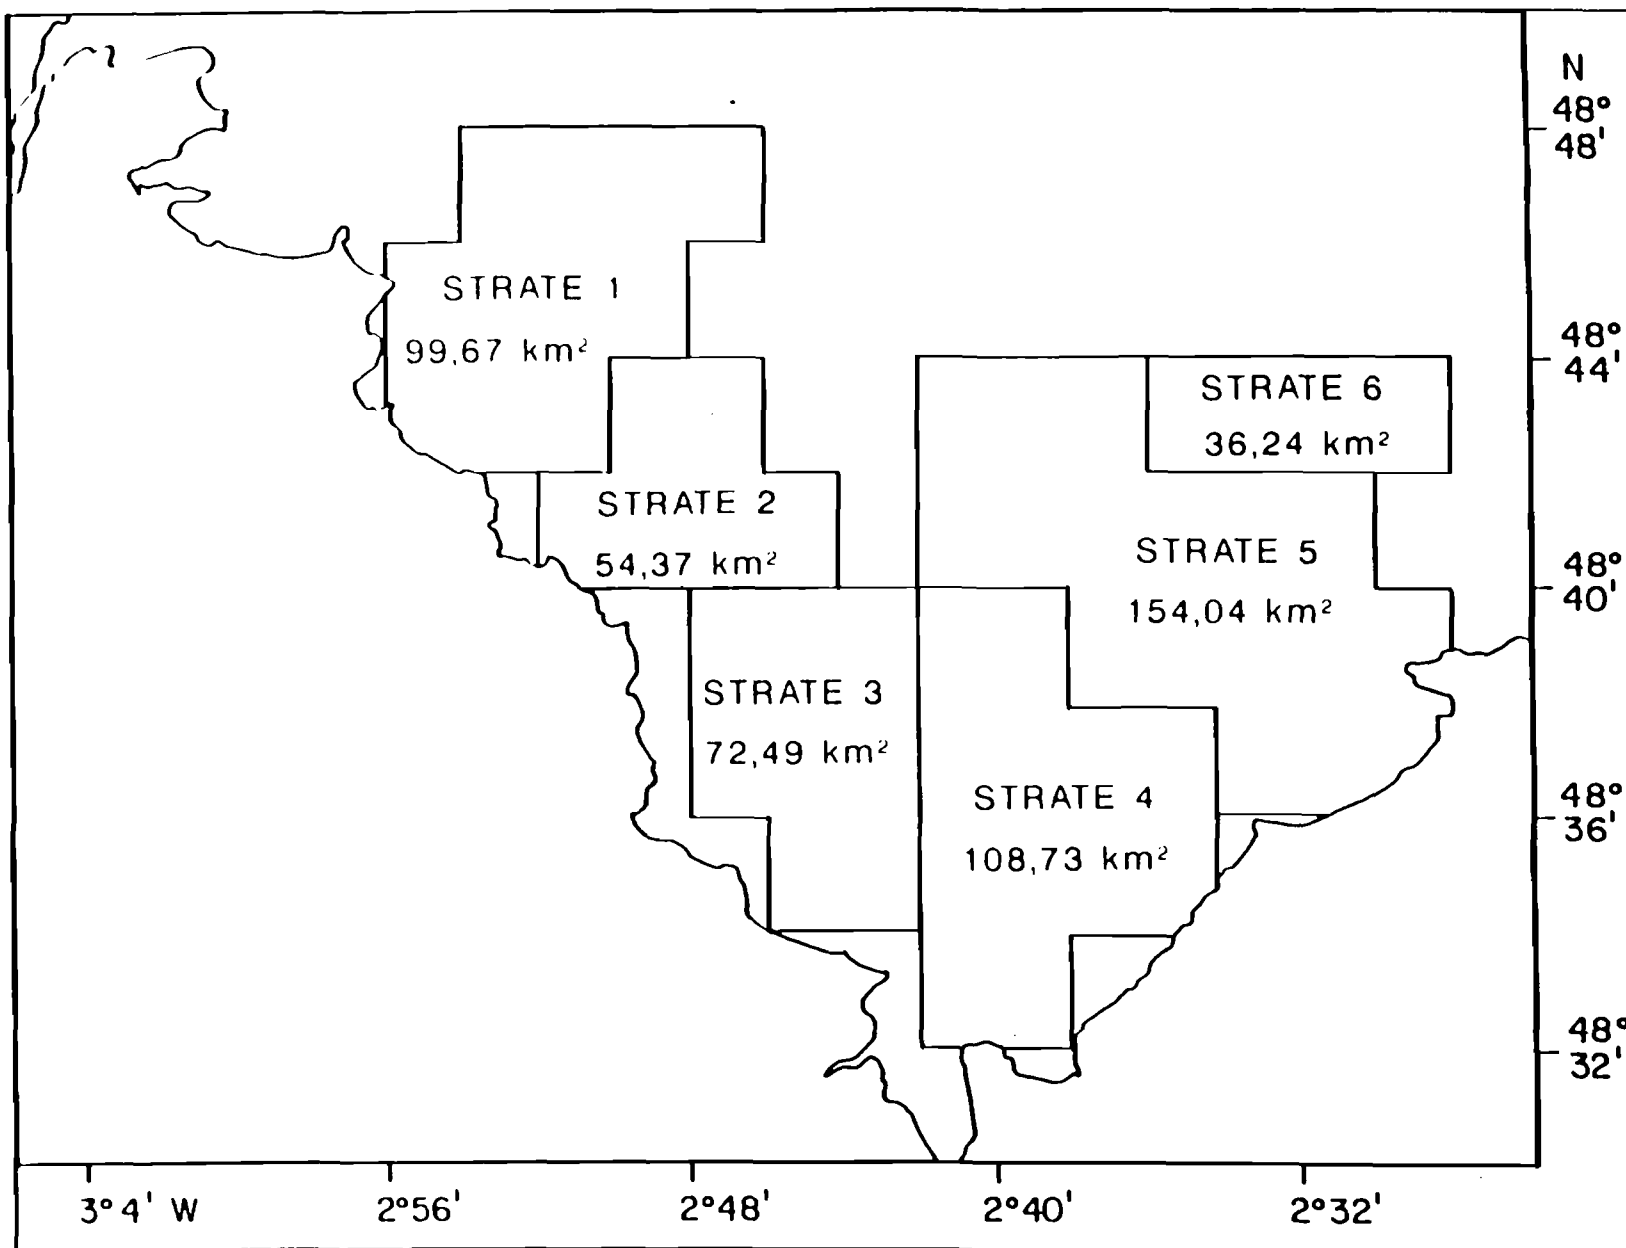 N
48°
48'
STRATE 1
99,67 km²
48°
44'
STRATE 6
36,24 km²
STRATE 2
54,37 km²
STRATE 5
154,04 km²
48°
40'
STRATE 3
72,49 km²
STRATE 4
108,73 km²
48°
36'
48°
32'
3°4' W
2°56'
2°48'
2°40'
2°32'